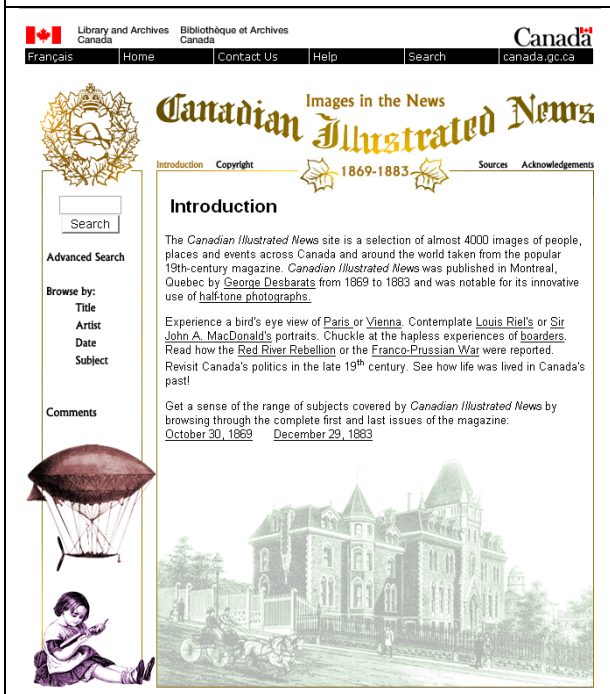 Library and Archives Bibliothèque et Archives
Canada Canada
Canada
Français Home Contact Us Help Search canada.gc.ca
Images in the News
Canadian Illustrated News
Introduction Copyright 1869-1883 Sources Acknowledgements
Search
Advanced Search
Browse by:
Title
Artist
Date
Subject
Comments
Introduction
The Canadian Illustrated News site is a selection of almost 4000 images of people,
places and events across Canada and around the world taken from the popular
19th-century magazine. Canadian Illustrated News was published in Montreal,
Quebec by George Desbarats from 1869 to 1883 and was notable for its innovative
use of half-tone photographs.
Experience a bird's eye view of Paris or Vienna. Contemplate Louis Riel's or Sir
John A. MacDonald's portraits. Chuckle at the hapless experiences of boarders.
Read how the Red River Rebellion or the Franco-Prussian War were reported.
Revisit Canada's politics in the late 19th century. See how life was lived in Canada's
past!
Get a sense of the range of subjects covered by Canadian Illustrated News by
browsing through the complete first and last issues of the magazine:
October 30, 1869 December 29, 1883